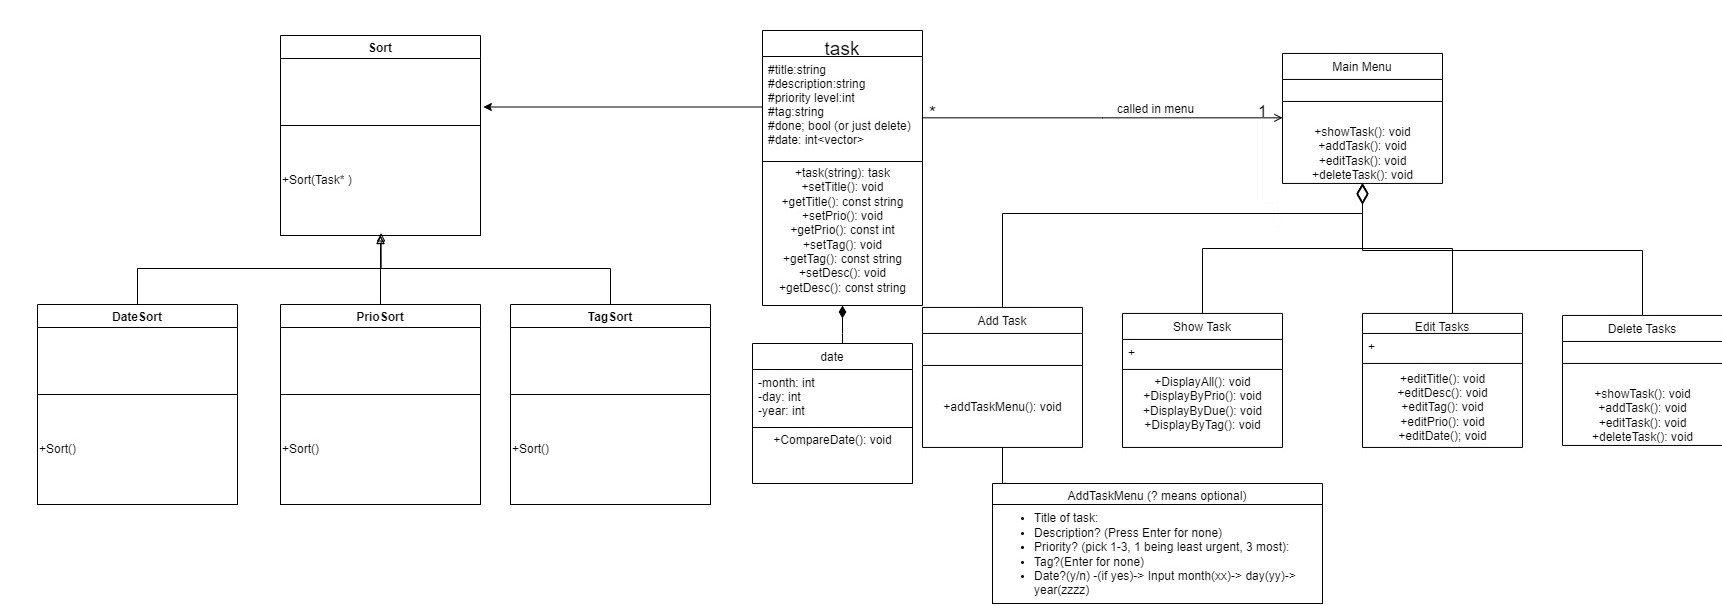 Sort
+Sort(Task* )
task
#title:string
#description:string
#priority level:int
#tag:string
#done; bool (or just delete)
#date: int<vector>
+task(string): task
+setTitle(): void
+getTitle(): const string
+setPrio(): void
+getPrio(): const int
+setTag(): void
+getTag(): const string
+setDesc(): void
+getDesc(): const string
*
called in menu
1
Main Menu
+showTask(): void
+addTask(): void
+editTask(): void
+deleteTask(): void
DateSort
+Sort()
PrioSort
+Sort()
TagSort
+Sort()
date
-month: int
-day: int
-year: int
+CompareDate(): void
Add Task
+addTaskMenu(): void
Show Task
+
+DisplayAll(): void
+DisplayByPrio(): void
+DisplayByDue(): void
+DisplayByTag(): void
Edit Tasks
+
+editTitle(): void
+editDesc(): void
+editTag(): void
+editPrio(): void
+editDate(); void
Delete Tasks
+showTask(): void
+addTask(): void
+editTask(): void
+deleteTask(): void
AddTaskMenu (? means optional)
• Title of task:
• Description? (Press Enter for none)
• Priority? (pick 1-3, 1 being least urgent, 3 most):
• Tag?(Enter for none)
• Date?(y/n) -(if yes)-> Input month(xx)-> day(yy)->
year(zzzz)